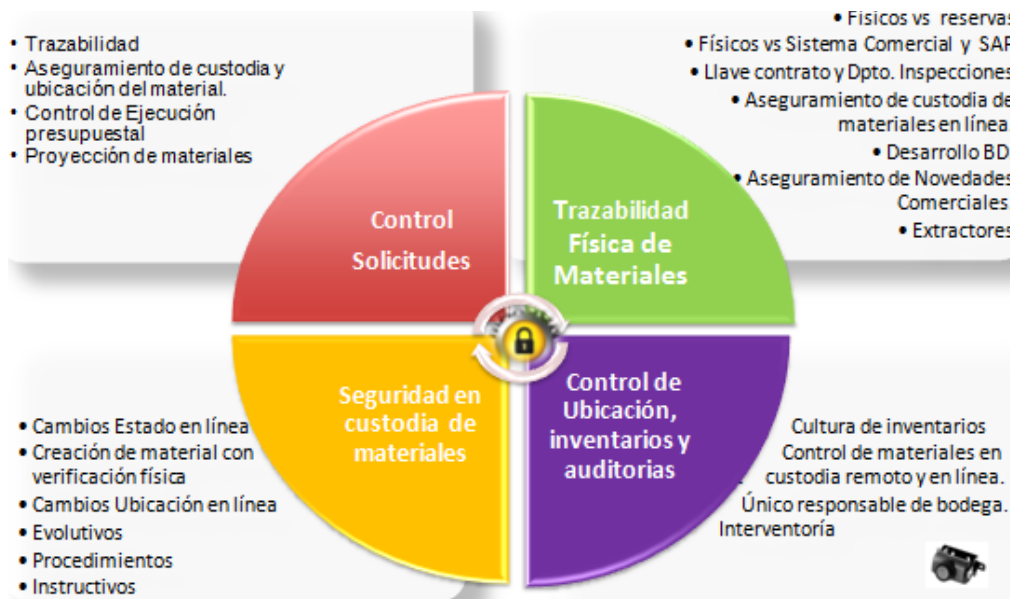 • Trazabilidad
• Aseguramiento de custodia y
ubicación del material.
• Control de Ejecución
presupuestal
• Proyección de materiales
• Físicos vs reservas
• Físicos vs Sistema Comercial y SAP
• Llave contrato y Dpto. Inspecciones
• Aseguramiento de custodia de
materiales en línea.
• Desarrollo BD.
• Aseguramiento de Novedades
Comerciales.
• Extractores
Control
Solicitudes
Trazabilidad
Física de
Materiales
Seguridad en
custodia de
materiales
Control de
Ubicación,
inventarios y
auditorias
• Cambios Estado en línea
• Creación de material con
verificación física
• Cambios Ubicación en línea
• Evolutivos
• Procedimientos
• Instructivos
Cultura de inventarios
Control de materiales en
custodia remoto y en línea.
Único responsable de bodega.
Interventoría